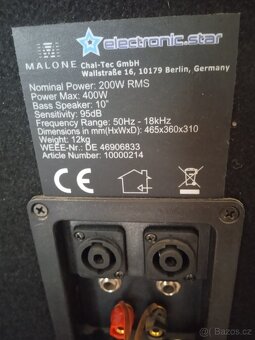 MALONE
electronic.star
Chal-Tec GmbH
Wallstraße 16, 10179 Berlin, Germany
Nominal Power: 200W RMS
Power Max: 400W
Bass Speaker: 10"
Sensitivity: 95dB
Frequency Range: 50Hz - 18kHz
Dimensions in mm(HxWxD): 465x360x310
Weight: 12kg
WEEE-Nr.: DE 46906833
Article Number: 10000214
CE
sbazos.cz